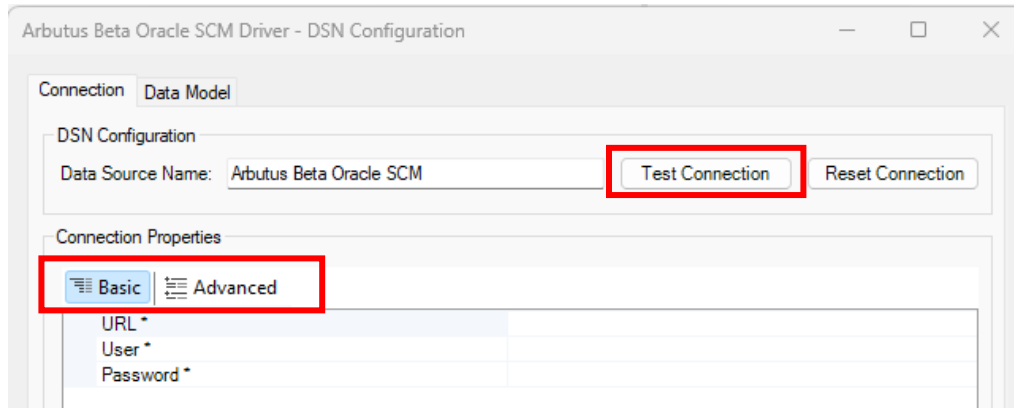 Arbutus Beta Oracle SCM Driver - DSN Configuration
Connection Data Model
DSN Configuration
Data Source Name: Arbutus Beta Oracle SCM Test Connection Reset Connection
Connection Properties
Basic Advanced
URL *
User *
Password *